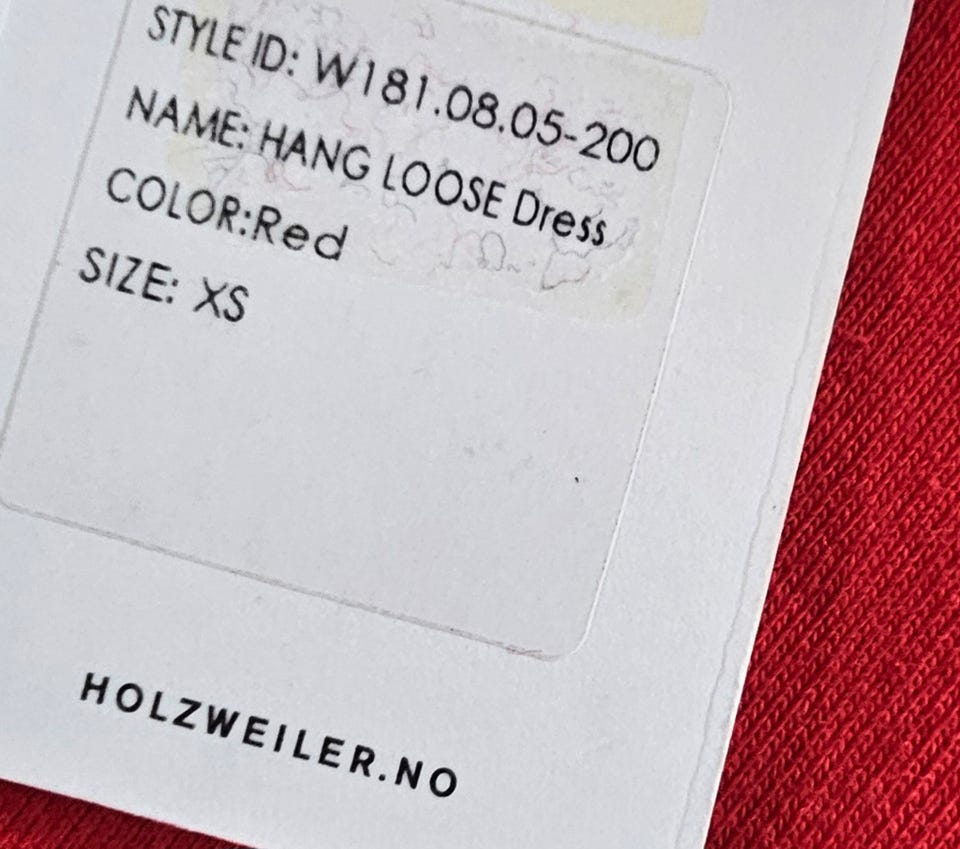 STYLE ID: W181.08.05-200
NAME: HANG LOOSE Dress
COLOR:Red
SIZE: XS
HOLZWEILER.NO